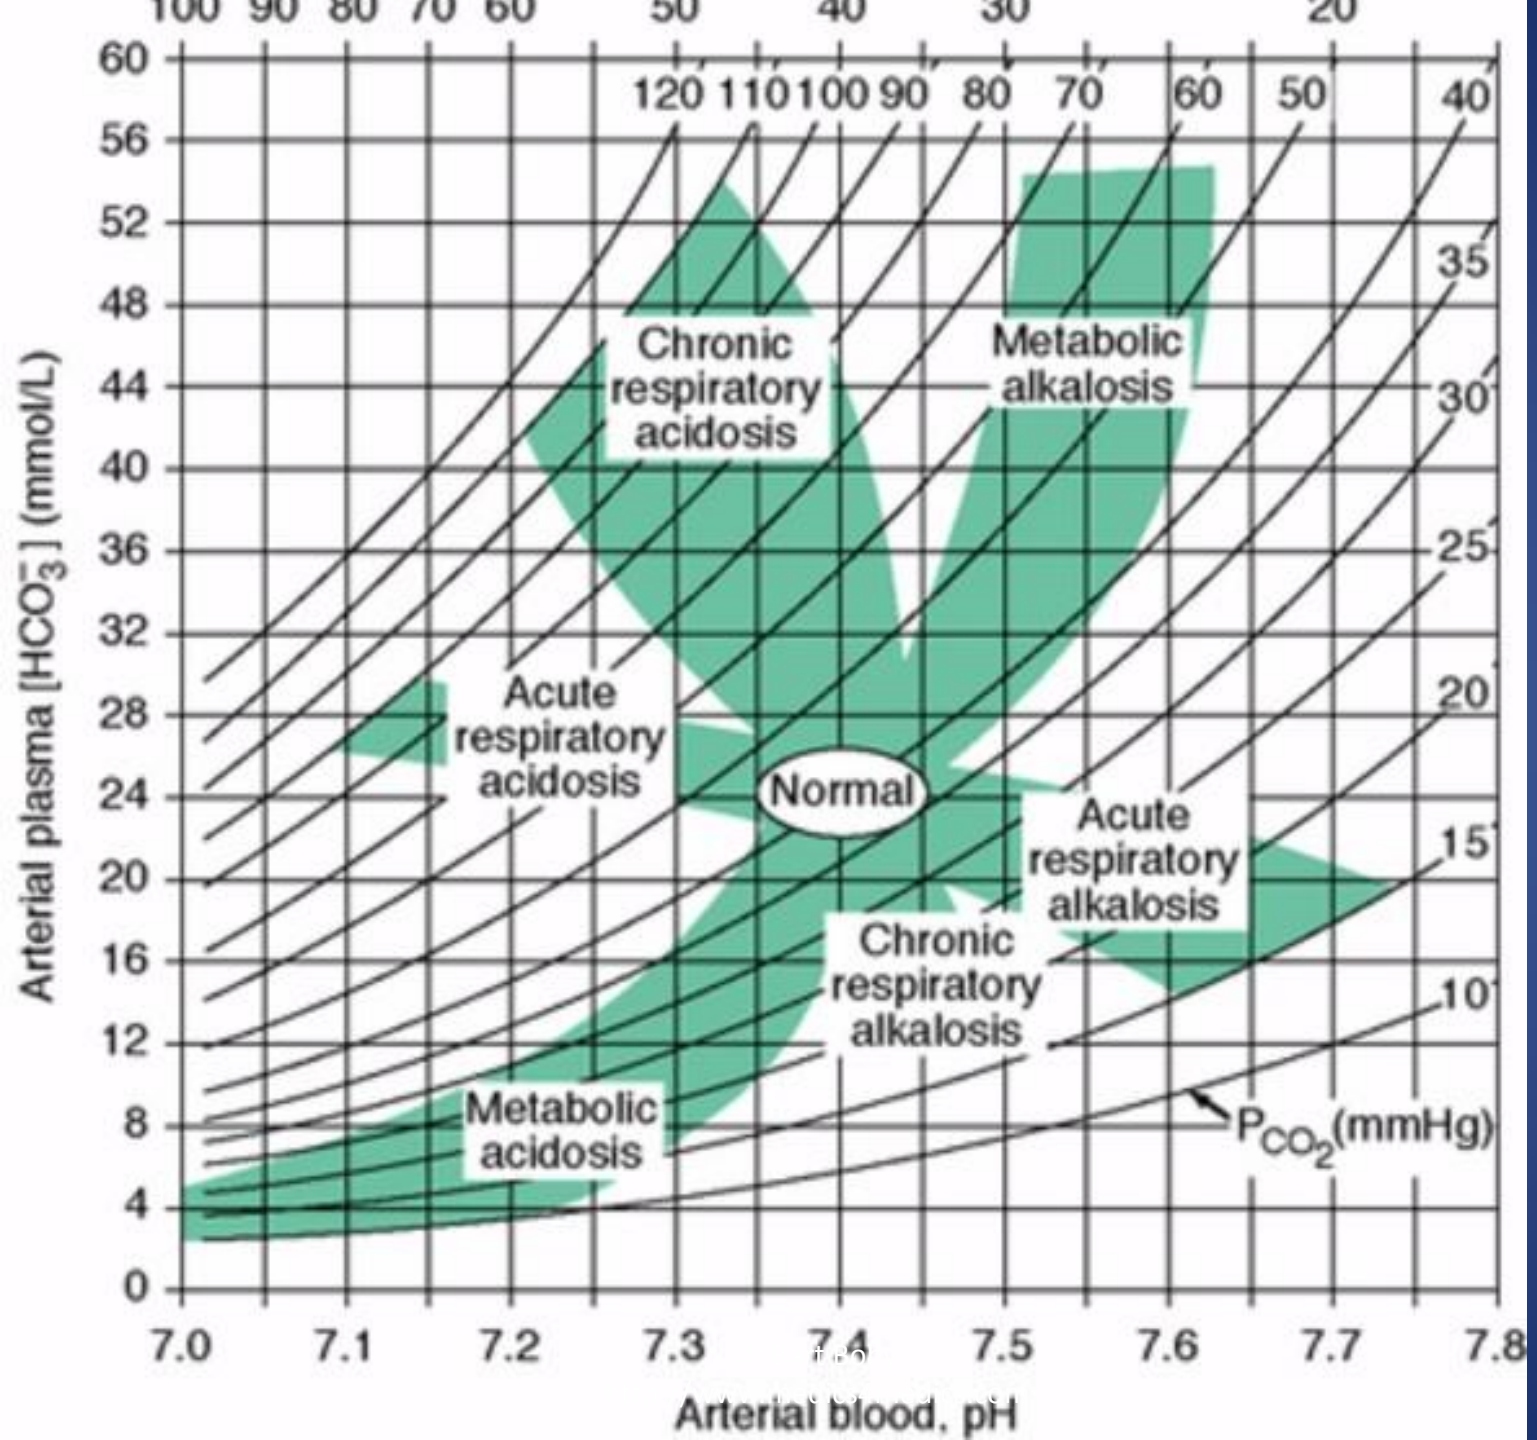 100 90 80 70 60 50 40 30 20
60
120 110 100 90 80 70 60 50 40
56
52
35
48
Chronic
respiratory
acidosis
Metabolic
alkalosis
44
30
40
36
25
32
28
Acute
respiratory
acidosis
20
24
Normal
Acute
respiratory
alkalosis
15
20
16
Chronic
respiratory
alkalosis
10
12
Metabolic
acidosis
8
PCO2(mmHg)
4
0
7.0 7.1 7.2 7.3 7.4 7.5 7.6 7.7 7.8
Arterial blood, pH
Arterial plasma [HCO3−] (mmol/L)